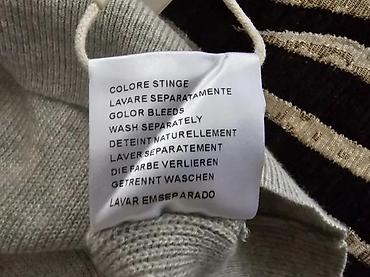 COLORE STINGE
LAVARE SEPARATAMENTE
GOLOR BLEEDS
WASH SEPARATELY
DETEINT NATURELLEMENT
LAVER SEPARATEMENT
DIE FARBE VERLIEREN
GETRENNT WASCHEN
LAVAR EMSEPARADO